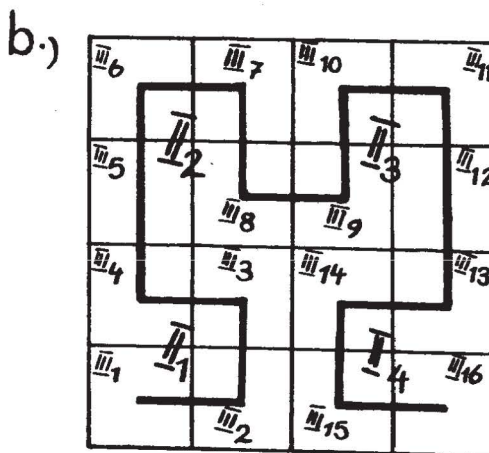 b.)
III6 III7 III10 III11
II2 II3
III5 III12
III8 III9
III4 III3 III14 III13
II1 II4
III1 III16
III2 III15